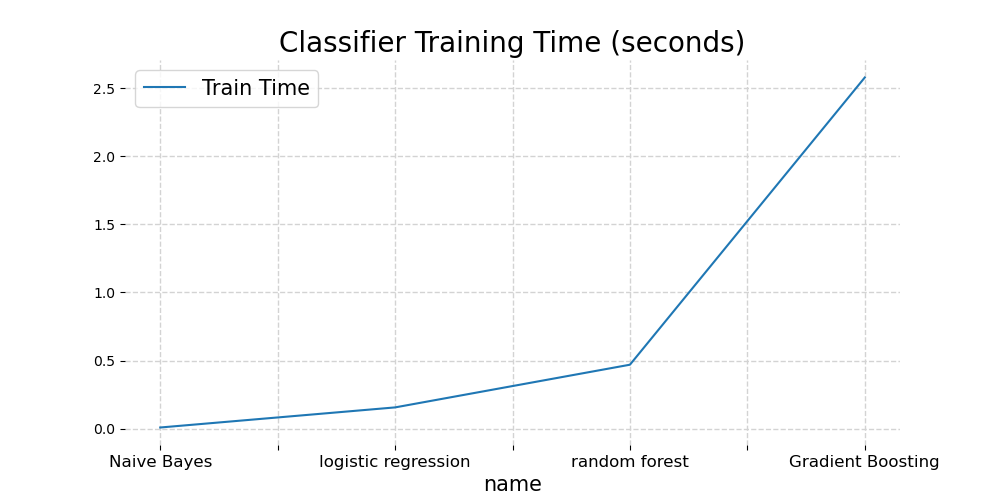 Classifier Training Time (seconds)
Train Time
2.5
2.0
1.5
1.0
0.5
0.0
Naive Bayes logistic regression random forest Gradient Boosting
name